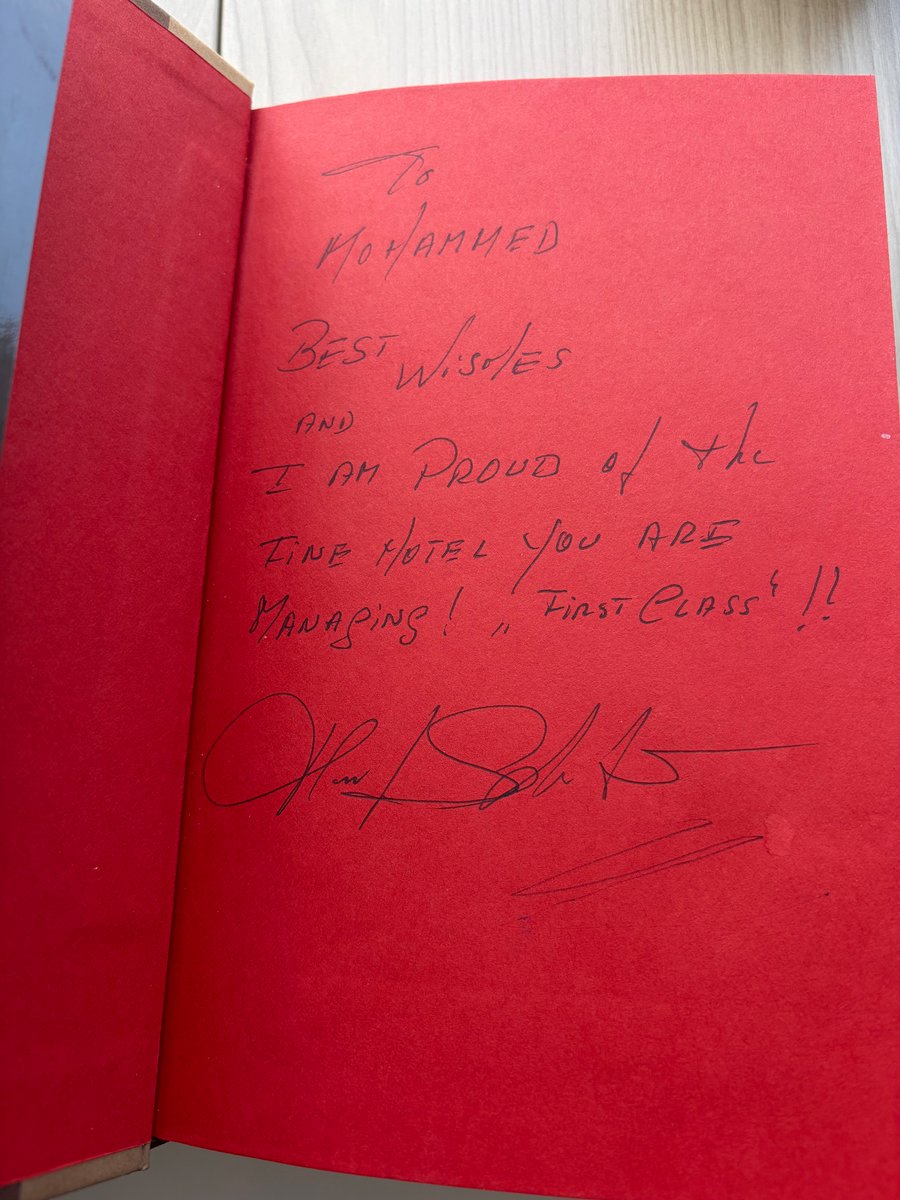 To
MOHAMMED
BEST WISHES
AND
I AM PROUD of the
FINE HOTEL YOU ARE
MANAGING! „FIRST CLASS“!!